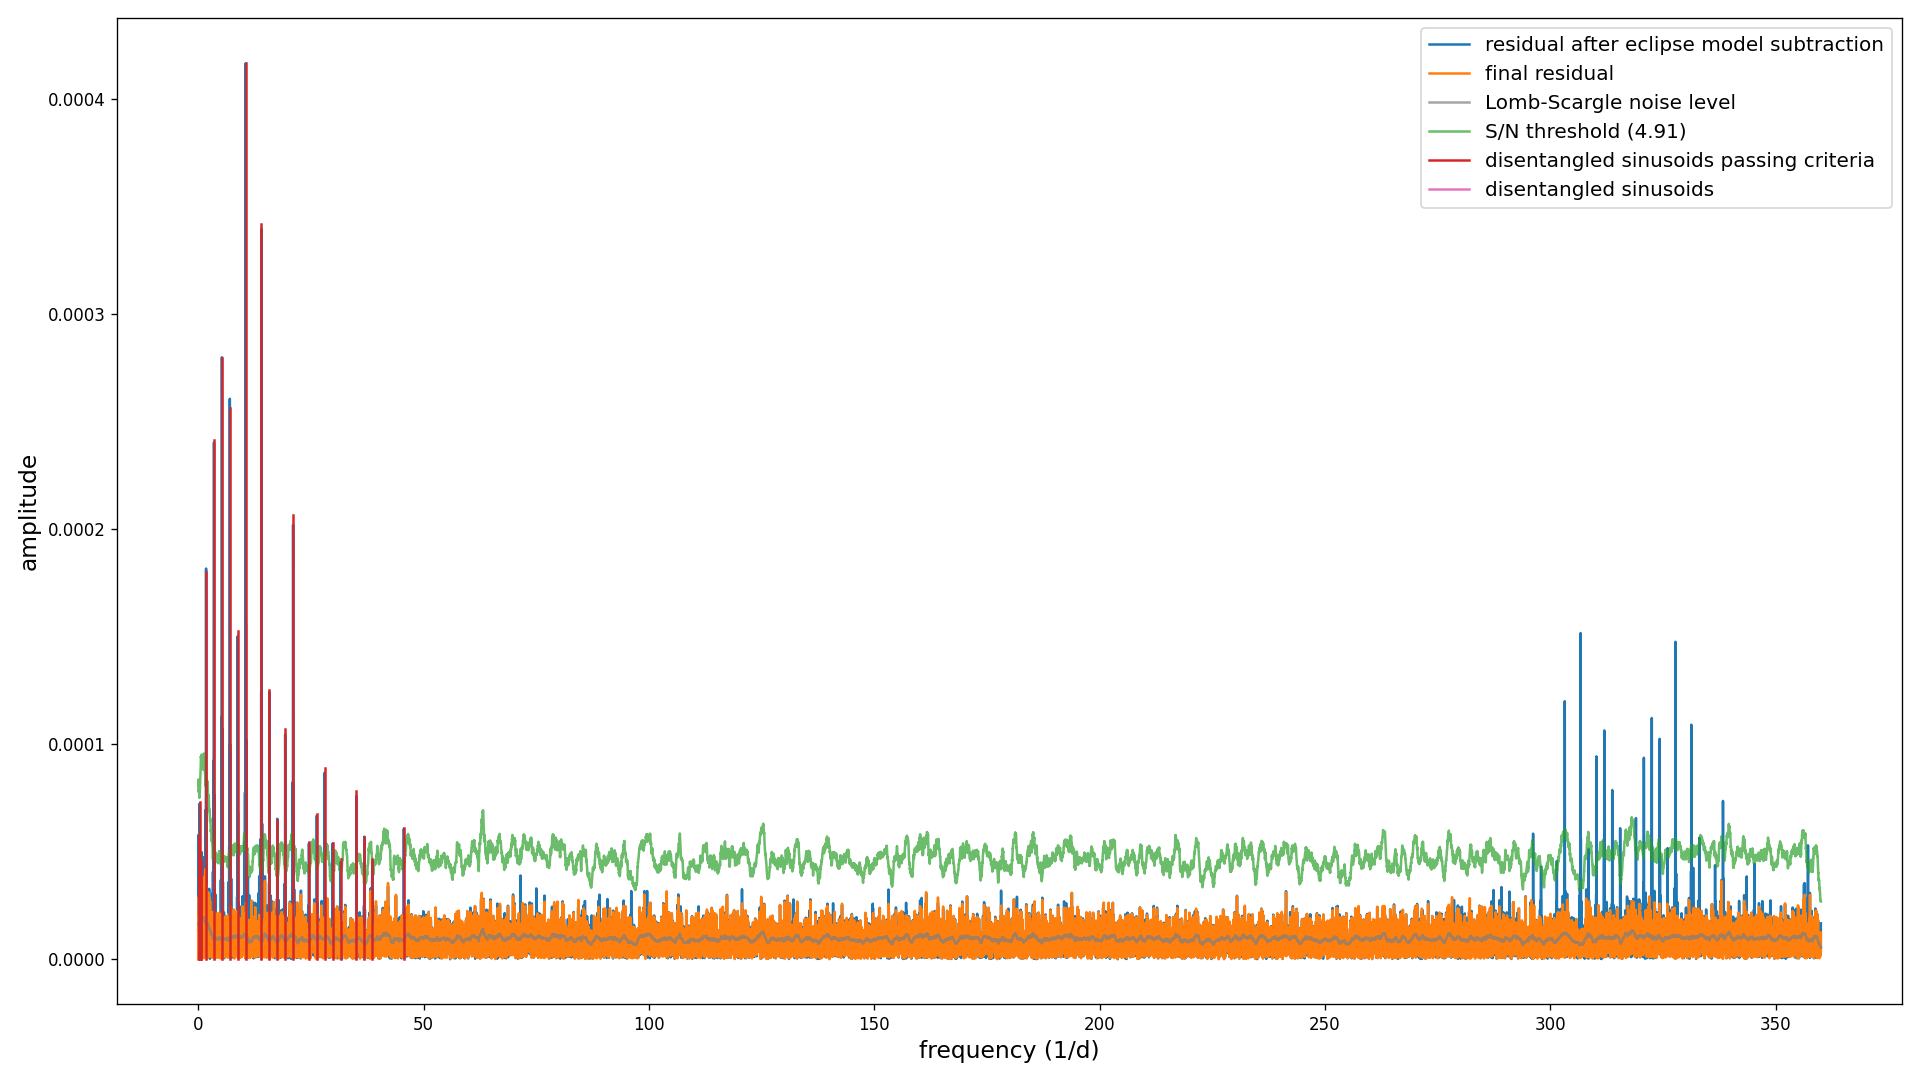 residual after eclipse model subtraction
final residual
Lomb-Scargle noise level
S/N threshold (4.91)
disentangled sinusoids passing criteria
disentangled sinusoids
amplitude
0.0004
0.0003
0.0002
0.0001
0.0000
0 50 100 150 200 250 300 350
frequency (1/d)